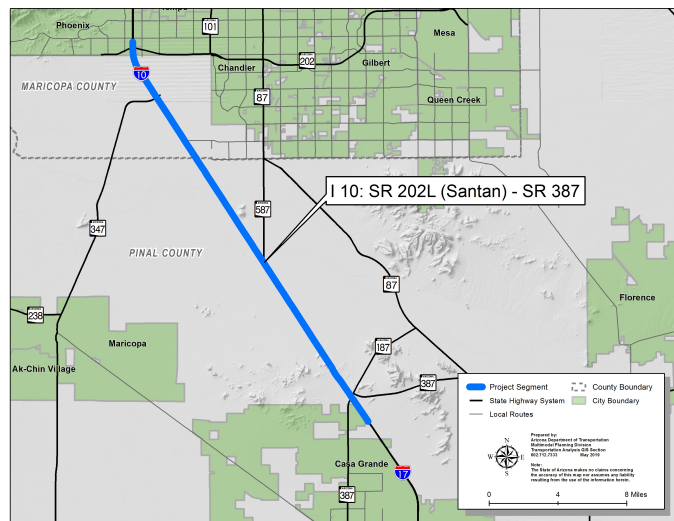 Tempe
Phoenix
101
Mesa
10
Chandler
202
Gilbert
MARICOPA COUNTY
87
Queen Creek
I 10: SR 202L (Santan) - SR 387
587
347
PINAL COUNTY
87
238
Florence
Maricopa
187
Ak-Chin Village
387
Casa Grande
17
387
Project Segment
County Boundary
State Highway System
City Boundary
Local Routes
N
W E
S
Prepared by:
Arizona Department of Transportation
Multimodal Planning Division
Transportation Analysis GIS Section
602.712.7333 May 2019
Note:
The State of Arizona makes no claims concerning
the accuracy of this map nor assumes any liability
resulting from the use of the information herein.
0 4 8 Miles